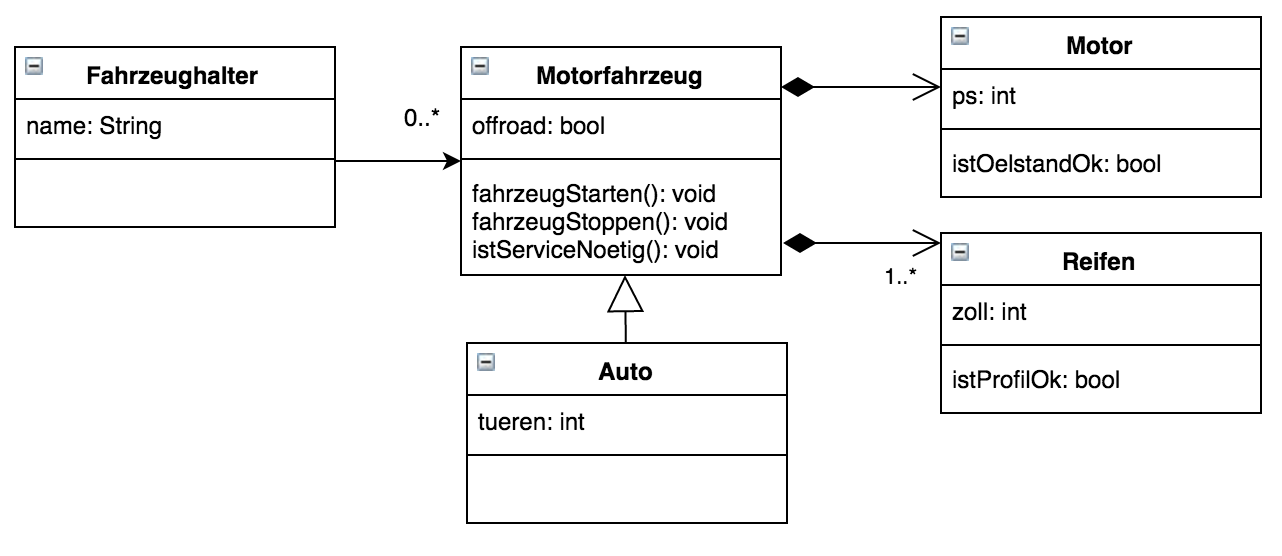 Fahrzeughalter
name: String
0..*
Motorfahrzeug
offroad: bool
fahrzeugStarten(): void
fahrzeugStoppen(): void
istServiceNoetig(): void
Motor
ps: int
istOelstandOk: bool
1..*
Reifen
zoll: int
istProfilOk: bool
Auto
tueren: int